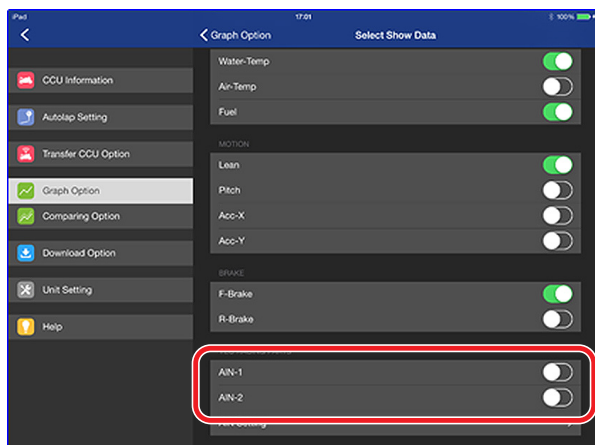 iPad 17:01 100%
Graph Option Select Show Data
CCU Information
Autolap Setting
Transfer CCU Option
Graph Option
Comparing Option
Download Option
Unit Setting
Help
Water-Temp
Air-Temp
Fuel
MOTION
Lean
Pitch
Acc-X
Acc-Y
BRAKE
F-Brake
R-Brake
AIN-1
AIN-2
AIN Setting